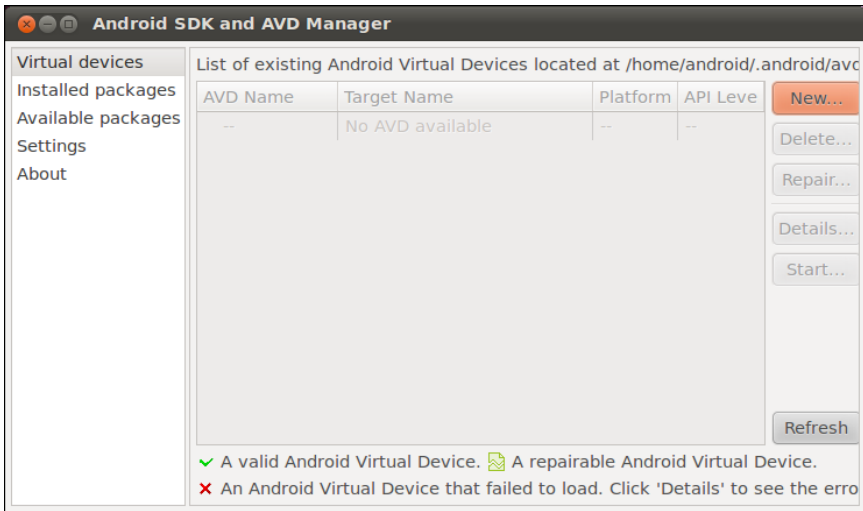 Android SDK and AVD Manager
Virtual devices
Installed packages
Available packages
Settings
About
List of existing Android Virtual Devices located at /home/android/.android/avd
AVD Name Target Name Platform API Leve
-- No AVD available -- --
New...
Delete...
Repair...
Details...
Start...
Refresh
A valid Android Virtual Device. A repairable Android Virtual Device.
An Android Virtual Device that failed to load. Click 'Details' to see the erro